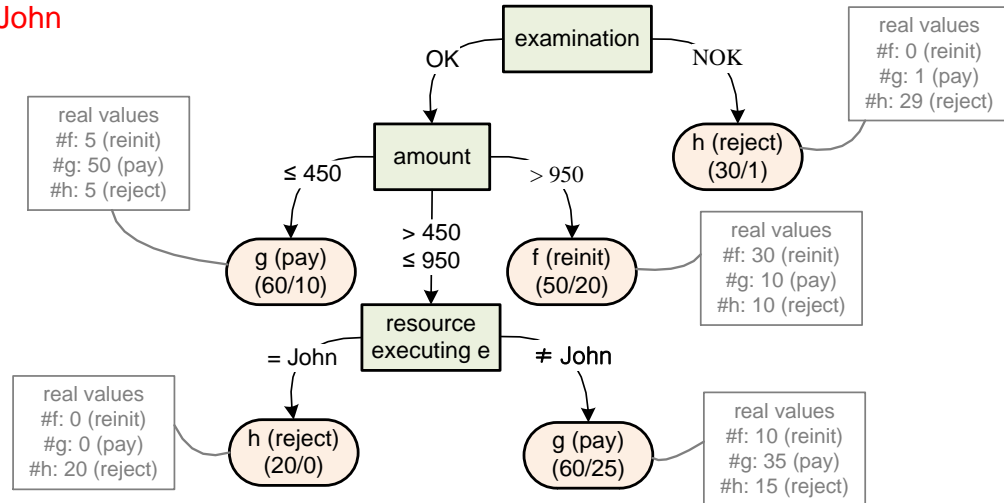 John
examination
OK
NOK
real values
#f: 0 (reinit)
#g: 1 (pay)
#h: 29 (reject)
real values
#f: 5 (reinit)
#g: 50 (pay)
#h: 5 (reject)
amount
h (reject)
(30/1)
≤ 450
> 950
> 450
≤ 950
g (pay)
(60/10)
f (reinit)
(50/20)
real values
#f: 30 (reinit)
#g: 10 (pay)
#h: 10 (reject)
resource
executing e
= John
≠ John
real values
#f: 0 (reinit)
#g: 0 (pay)
#h: 20 (reject)
h (reject)
(20/0)
g (pay)
(60/25)
real values
#f: 10 (reinit)
#g: 35 (pay)
#h: 15 (reject)